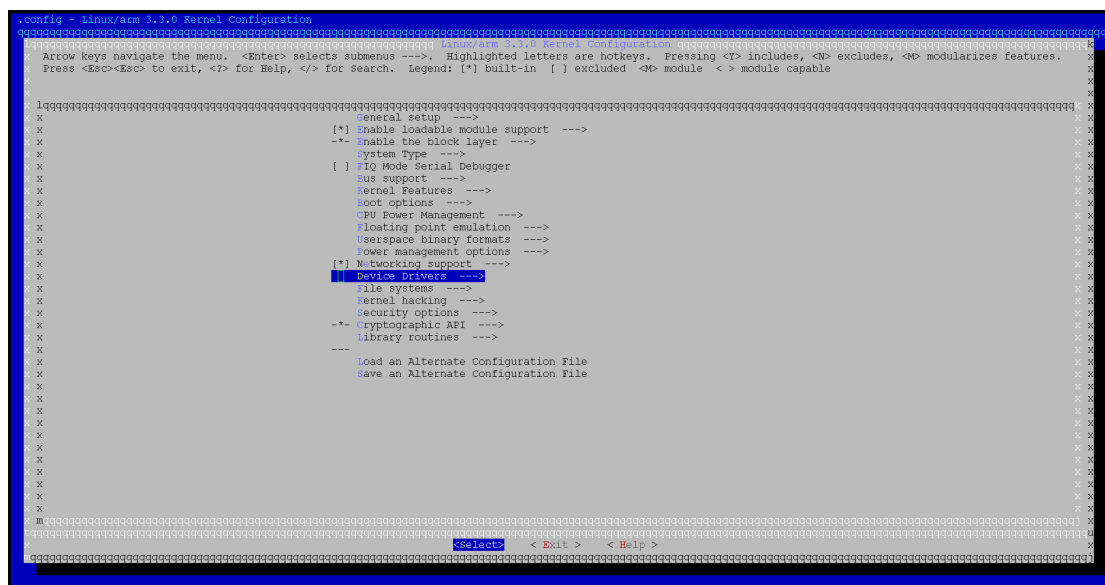 .config - Linux/arm 3.3.0 Kernel Configuration
Linux/arm 3.3.0 Kernel Configuration
Arrow keys navigate the menu.  <Enter> selects submenus --->.  Highlighted letters are hotkeys.  Pressing <Y> includes, <N> excludes, <M> modularizes features.
Press <Esc><Esc> to exit, <?> for Help, </> for Search.  Legend: [*] built-in  [ ] excluded  <M> module  < > module capable
General setup  --->
[*] Enable loadable module support  --->
-*- Enable the block layer  --->
System Type  --->
[ ] FIQ Mode Serial Debugger
Bus support  --->
Kernel Features  --->
Boot options  --->
CPU Power Management  --->
Floating point emulation  --->
Userspace binary formats  --->
Power management options  --->
[*] Networking support  --->
Device Drivers  --->
File systems  --->
Kernel hacking  --->
Security options  --->
-*- Cryptographic API  --->
Library routines  --->
---
Load an Alternate Configuration File
Save an Alternate Configuration File
<Select>    < Exit >    < Help >